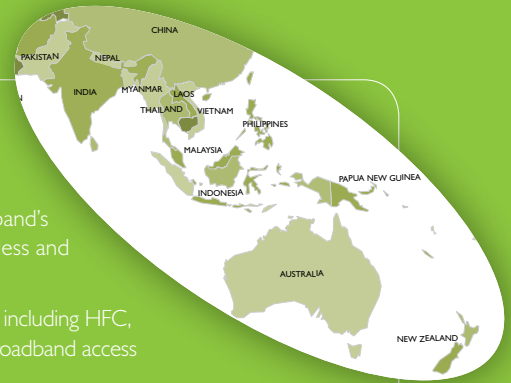 CHINA
PAKISTAN
NEPAL
INDIA
MYANMAR
LAOS
THAILAND
VIETNAM
PHILIPPINES
MALAYSIA
INDONESIA
PAPUA NEW GUINEA
AUSTRALIA
NEW ZEALAND
and's
ess and
including HFC,
oadband access